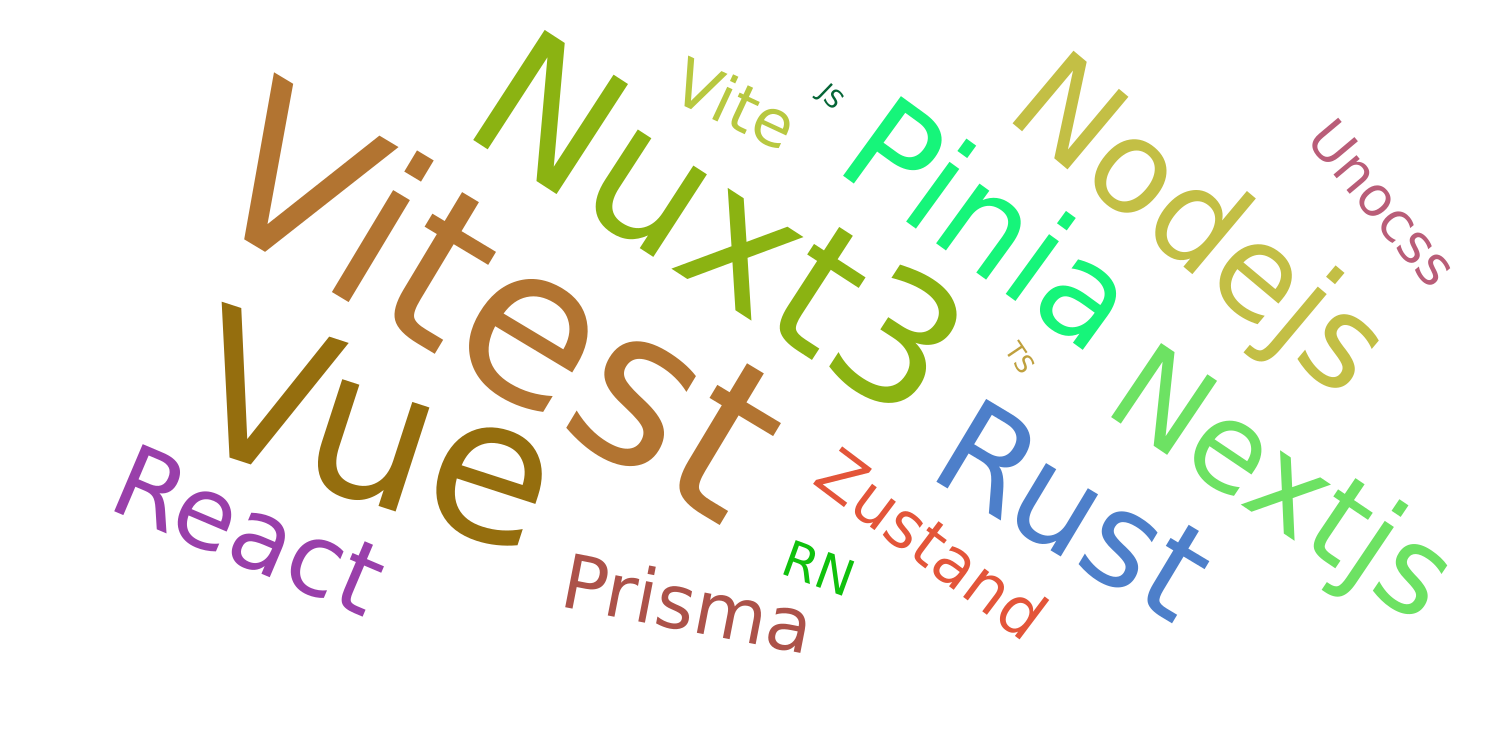 Vitest
Nuxt3
Vite
JS
Pinia
Nodejs
Unocss
Vue
TS
Nextjs
React
Rust
Zustand
RN
Prisma